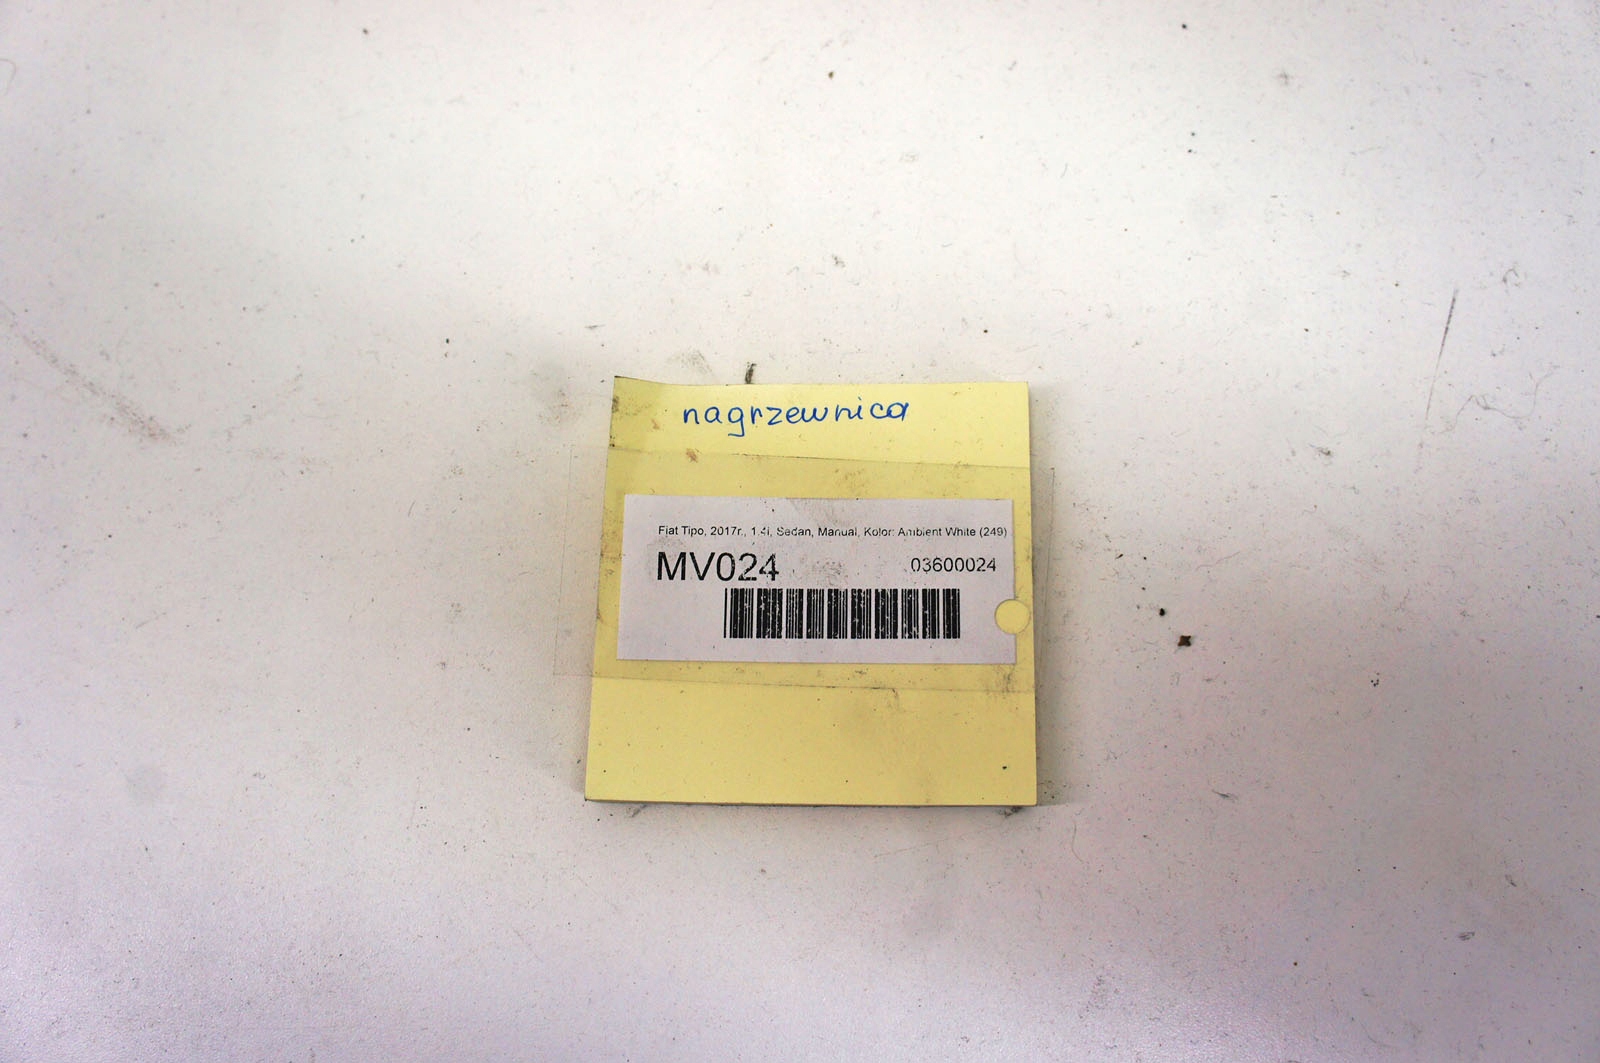 nagrzewnica
Fiat Tipo, 2017r., 1.4i, Sedan, Manual, Kolor: Ambient White (249)
MV024 03600024